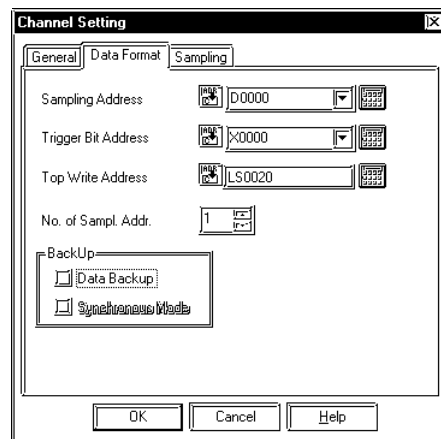 Channel Setting
General Data Format Sampling
Sampling Address D0000
Trigger Bit Address X0000
Top Write Address LS0020
No. of Sampl. Addr. 1
BackUp
Data Backup
Synchronous Mode
OK Cancel Help